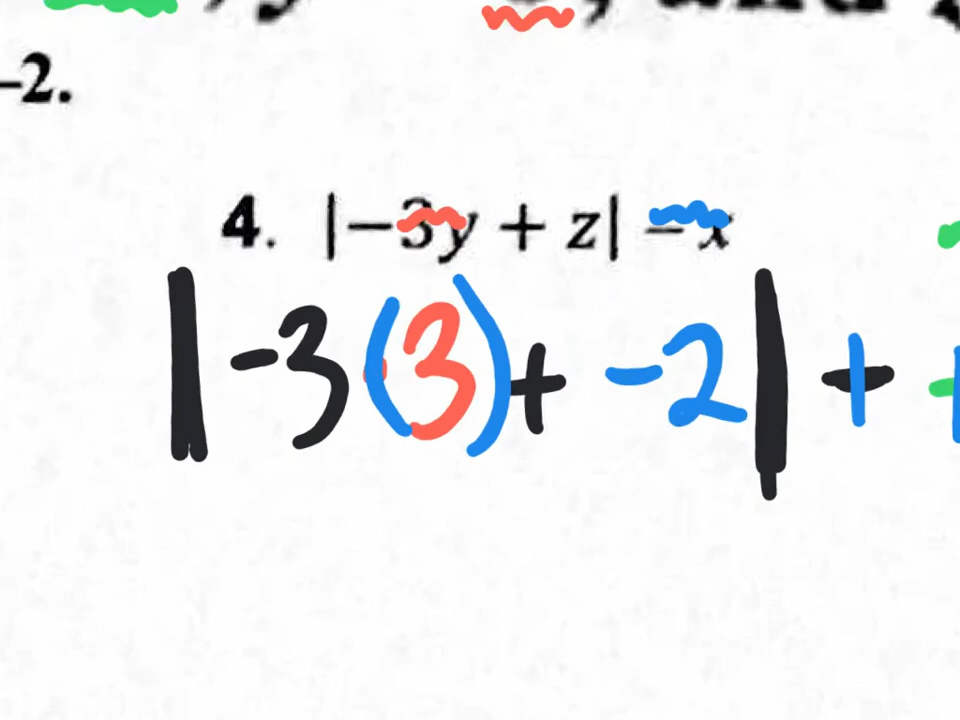 -2.
4. |-3y + z| -x
|-3(3)+ -2| +